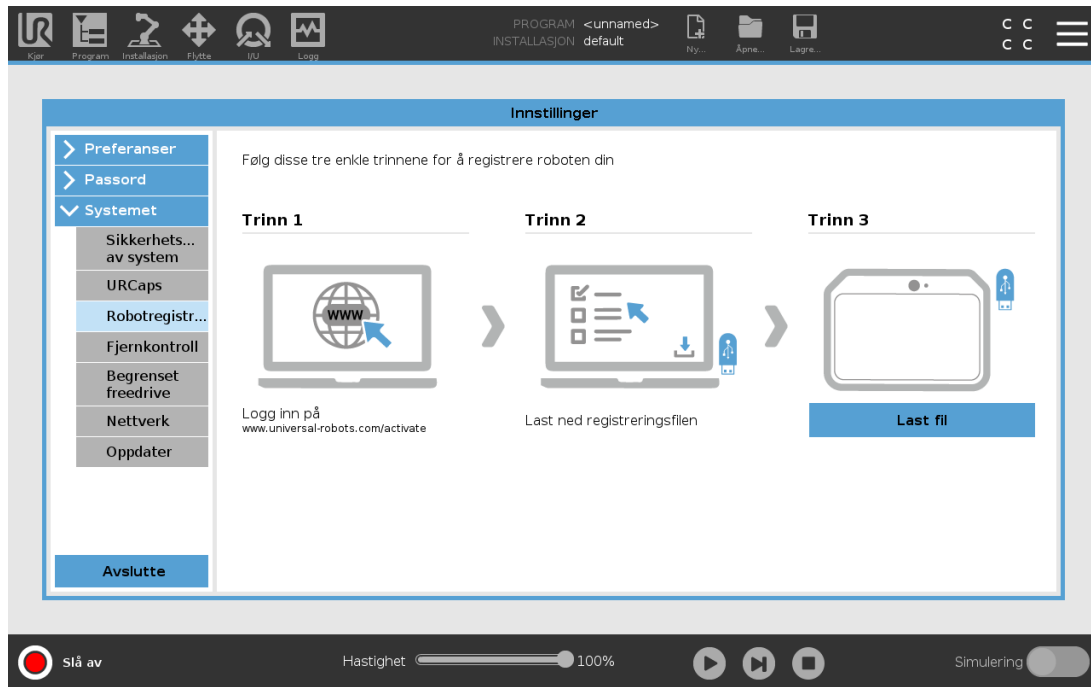 UR
PROGRAM <unnamed>
INSTALLASJON default
C C
C C
Kjør
Program
Installasjon
Flytte
I/U
Logg
Ny...
Åpne...
Lagre...
Innstillinger
Preferanser
Passord
Systemet
Sikkerhets...
av system
URCaps
Robotregistr...
Fjernkontroll
Begrenset
freedrive
Nettverk
Oppdater
Avslutte
Følg disse tre enkle trinnene for å registrere roboten din
Trinn 1
WWW
Logg inn på
www.universal-robots.com/activate
Trinn 2
Last ned registreringsfilen
Trinn 3
Last fil
Slå av
Hastighet 100%
Simulering